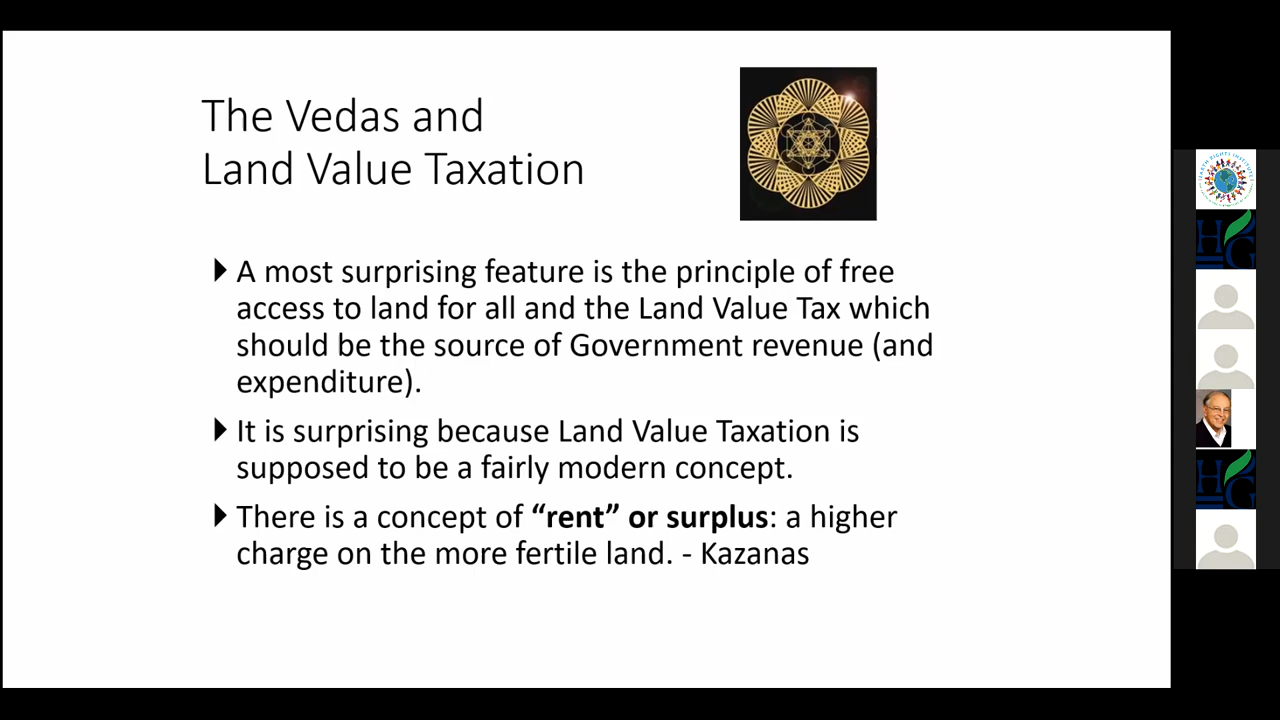 The Vedas and
Land Value Taxation
A most surprising feature is the principle of free
access to land for all and the Land Value Tax which
should be the source of Government revenue (and
expenditure).
It is surprising because Land Value Taxation is
supposed to be a fairly modern concept.
There is a concept of “rent” or surplus: a higher
charge on the more fertile land. - Kazanas
EARTH RIGHTS INSTITUTE
H G
H G